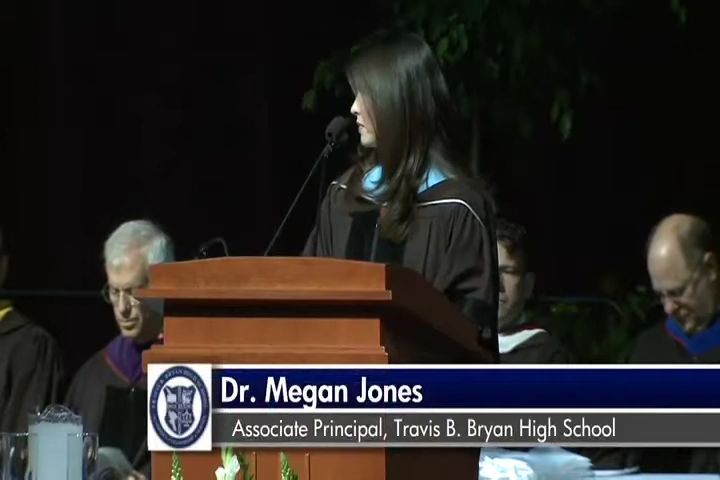 Dr. Megan Jones
Associate Principal, Travis B. Bryan High School